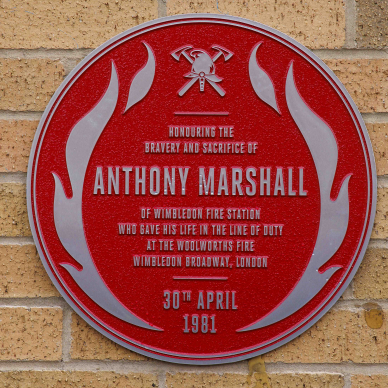 HONOURING THE
BRAVERY AND SACRIFICE OF
ANTHONY MARSHALL
OF WIMBLEDON FIRE STATION
WHO GAVE HIS LIFE IN THE LINE OF DUTY
AT THE WOOLWORTHS FIRE
WIMBLEDON BROADWAY, LONDON
30TH APRIL
1981